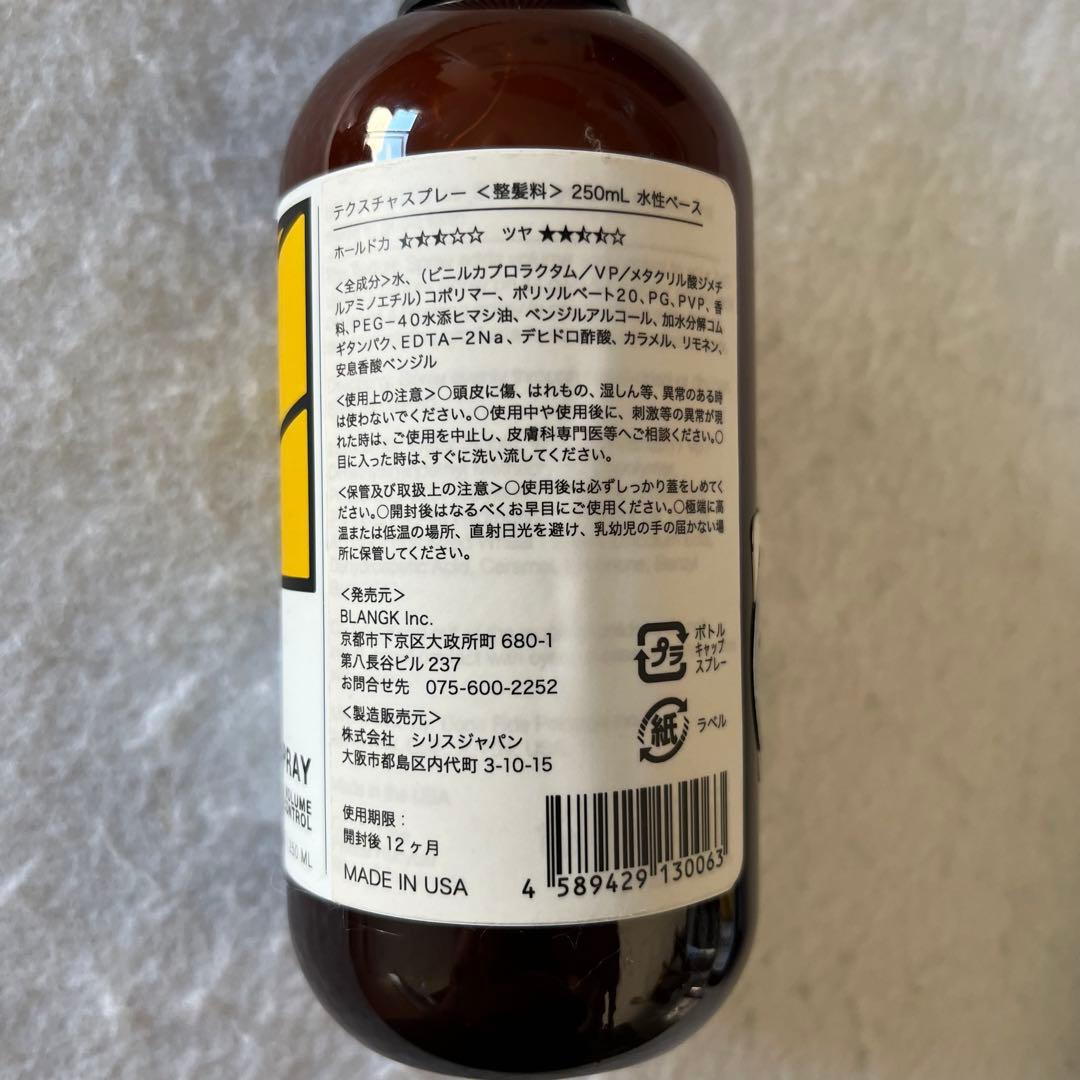 テクスチャスプレー ＜整髪料＞ 250mL 水性ベース
ホールド力 ⯪⯪⯪☆☆ ツヤ ★★⯪⯪☆
＜全成分＞水、（ビニルカプロラクタム／VP／メタクリル酸ジメチ
ルアミノエチル）コポリマー、ポリソルベート20、PG、PVP、香
料、PEG－40水添ヒマシ油、ベンジルアルコール、加水分解コム
ギタンパク、EDTA－2Na、デヒドロ酢酸、カラメル、リモネン、
安息香酸ベンジル
＜使用上の注意＞○頭皮に傷、はれもの、湿しん等、異常のある時
は使わないでください。○使用中や使用後に、刺激等の異常が現
れた時は、ご使用を中止し、皮膚科専門医等へご相談ください。○
目に入った時は、すぐに洗い流してください。
＜保管及び取扱上の注意＞○使用後は必ずしっかり蓋をしめてくだ
さい。○開封後はなるべくお早目にご使用ください。○極端に高
温または低温の場所、直射日光を避け、乳幼児の手の届かない場
所に保管してください。
＜発売元＞
BLANGK Inc.
京都市下京区大政所町 680-1
第八長谷ビル 237
お問合せ先 075-600-2252
＜製造販売元＞
株式会社 シリスジャパン
大阪市都島区内代町 3-10-15
使用期限：
開封後 12 ヶ月
MADE IN USA
プラ
ボトル
キャップ
スプレー
紙
ラベル
4 589429 130063
PRAY
VOLUME
CONTROL
250 ML